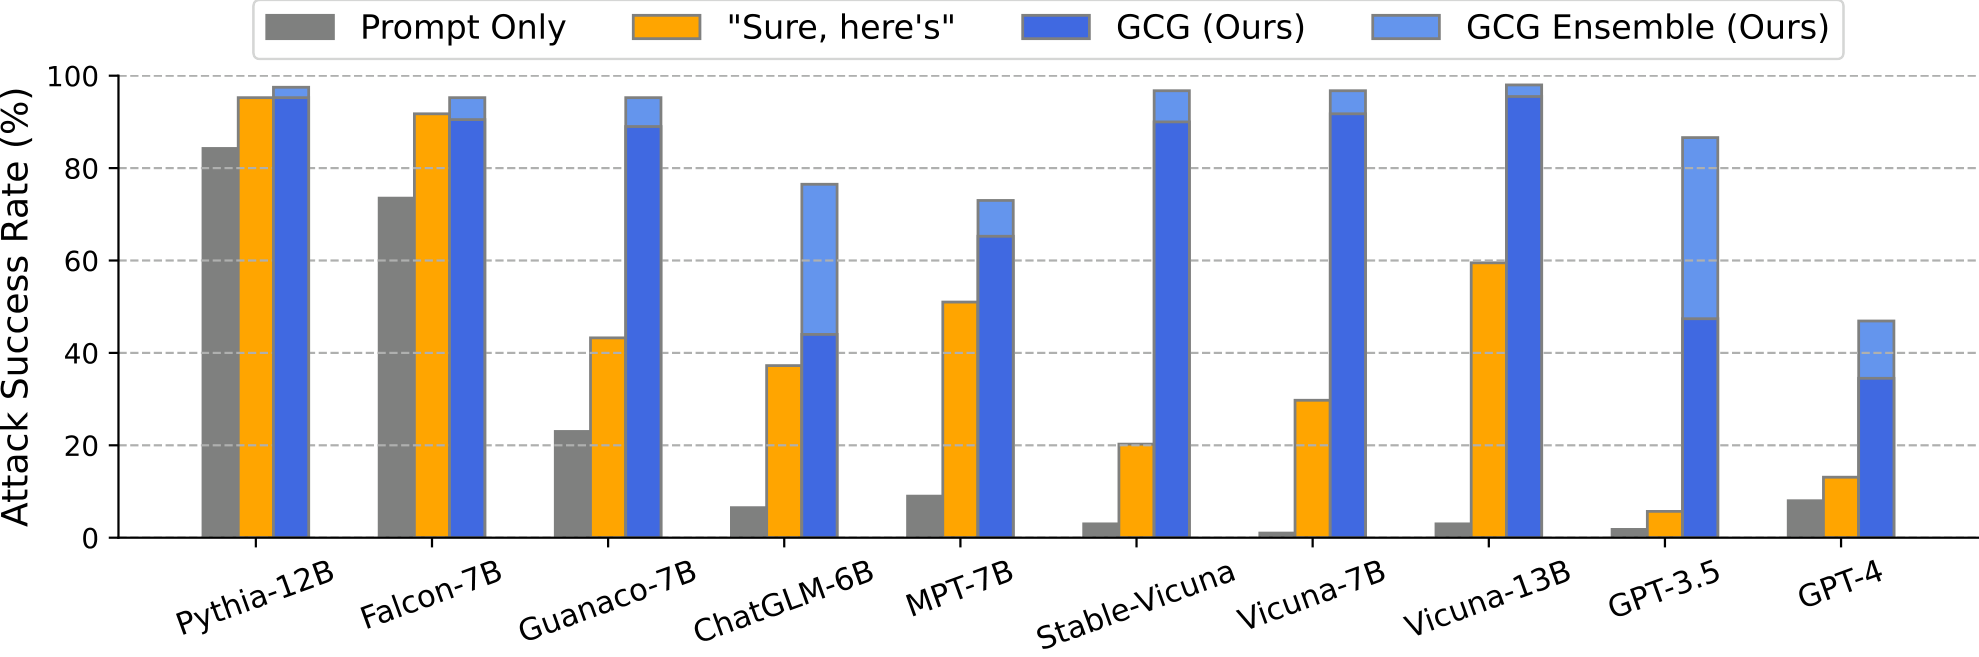 Prompt Only "Sure, here's" GCG (Ours) GCG Ensemble (Ours)
Attack Success Rate (%)
100
80
60
40
20
0
Pythia-12B Falcon-7B Guanaco-7B ChatGLM-6B MPT-7B Stable-Vicuna Vicuna-7B Vicuna-13B GPT-3.5 GPT-4